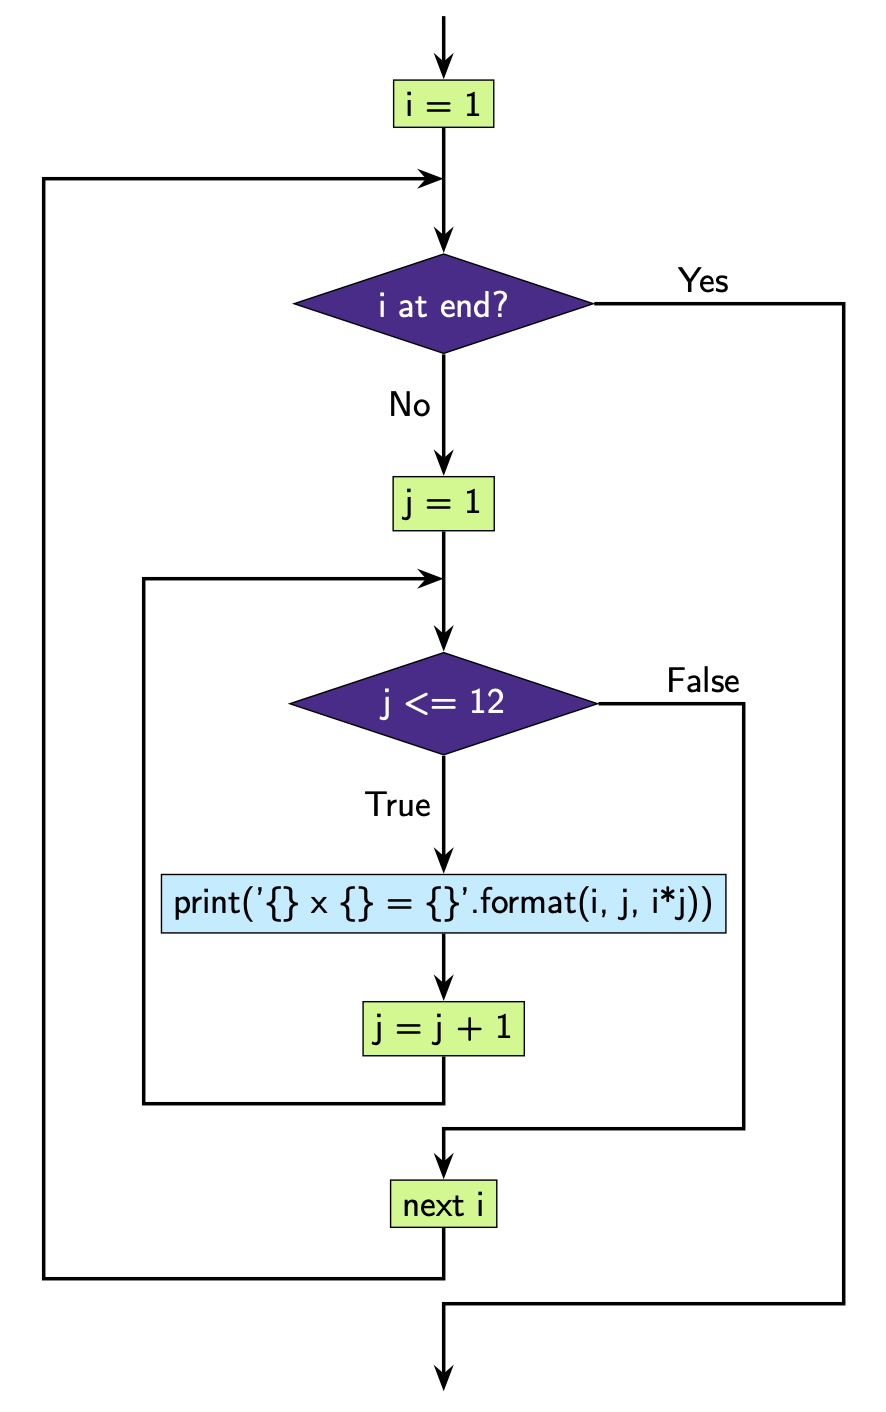 i = 1
i at end?
Yes
No
j = 1
j <= 12
False
True
print('{} x {} = {}'.format(i, j, i*j))
j = j + 1
next i